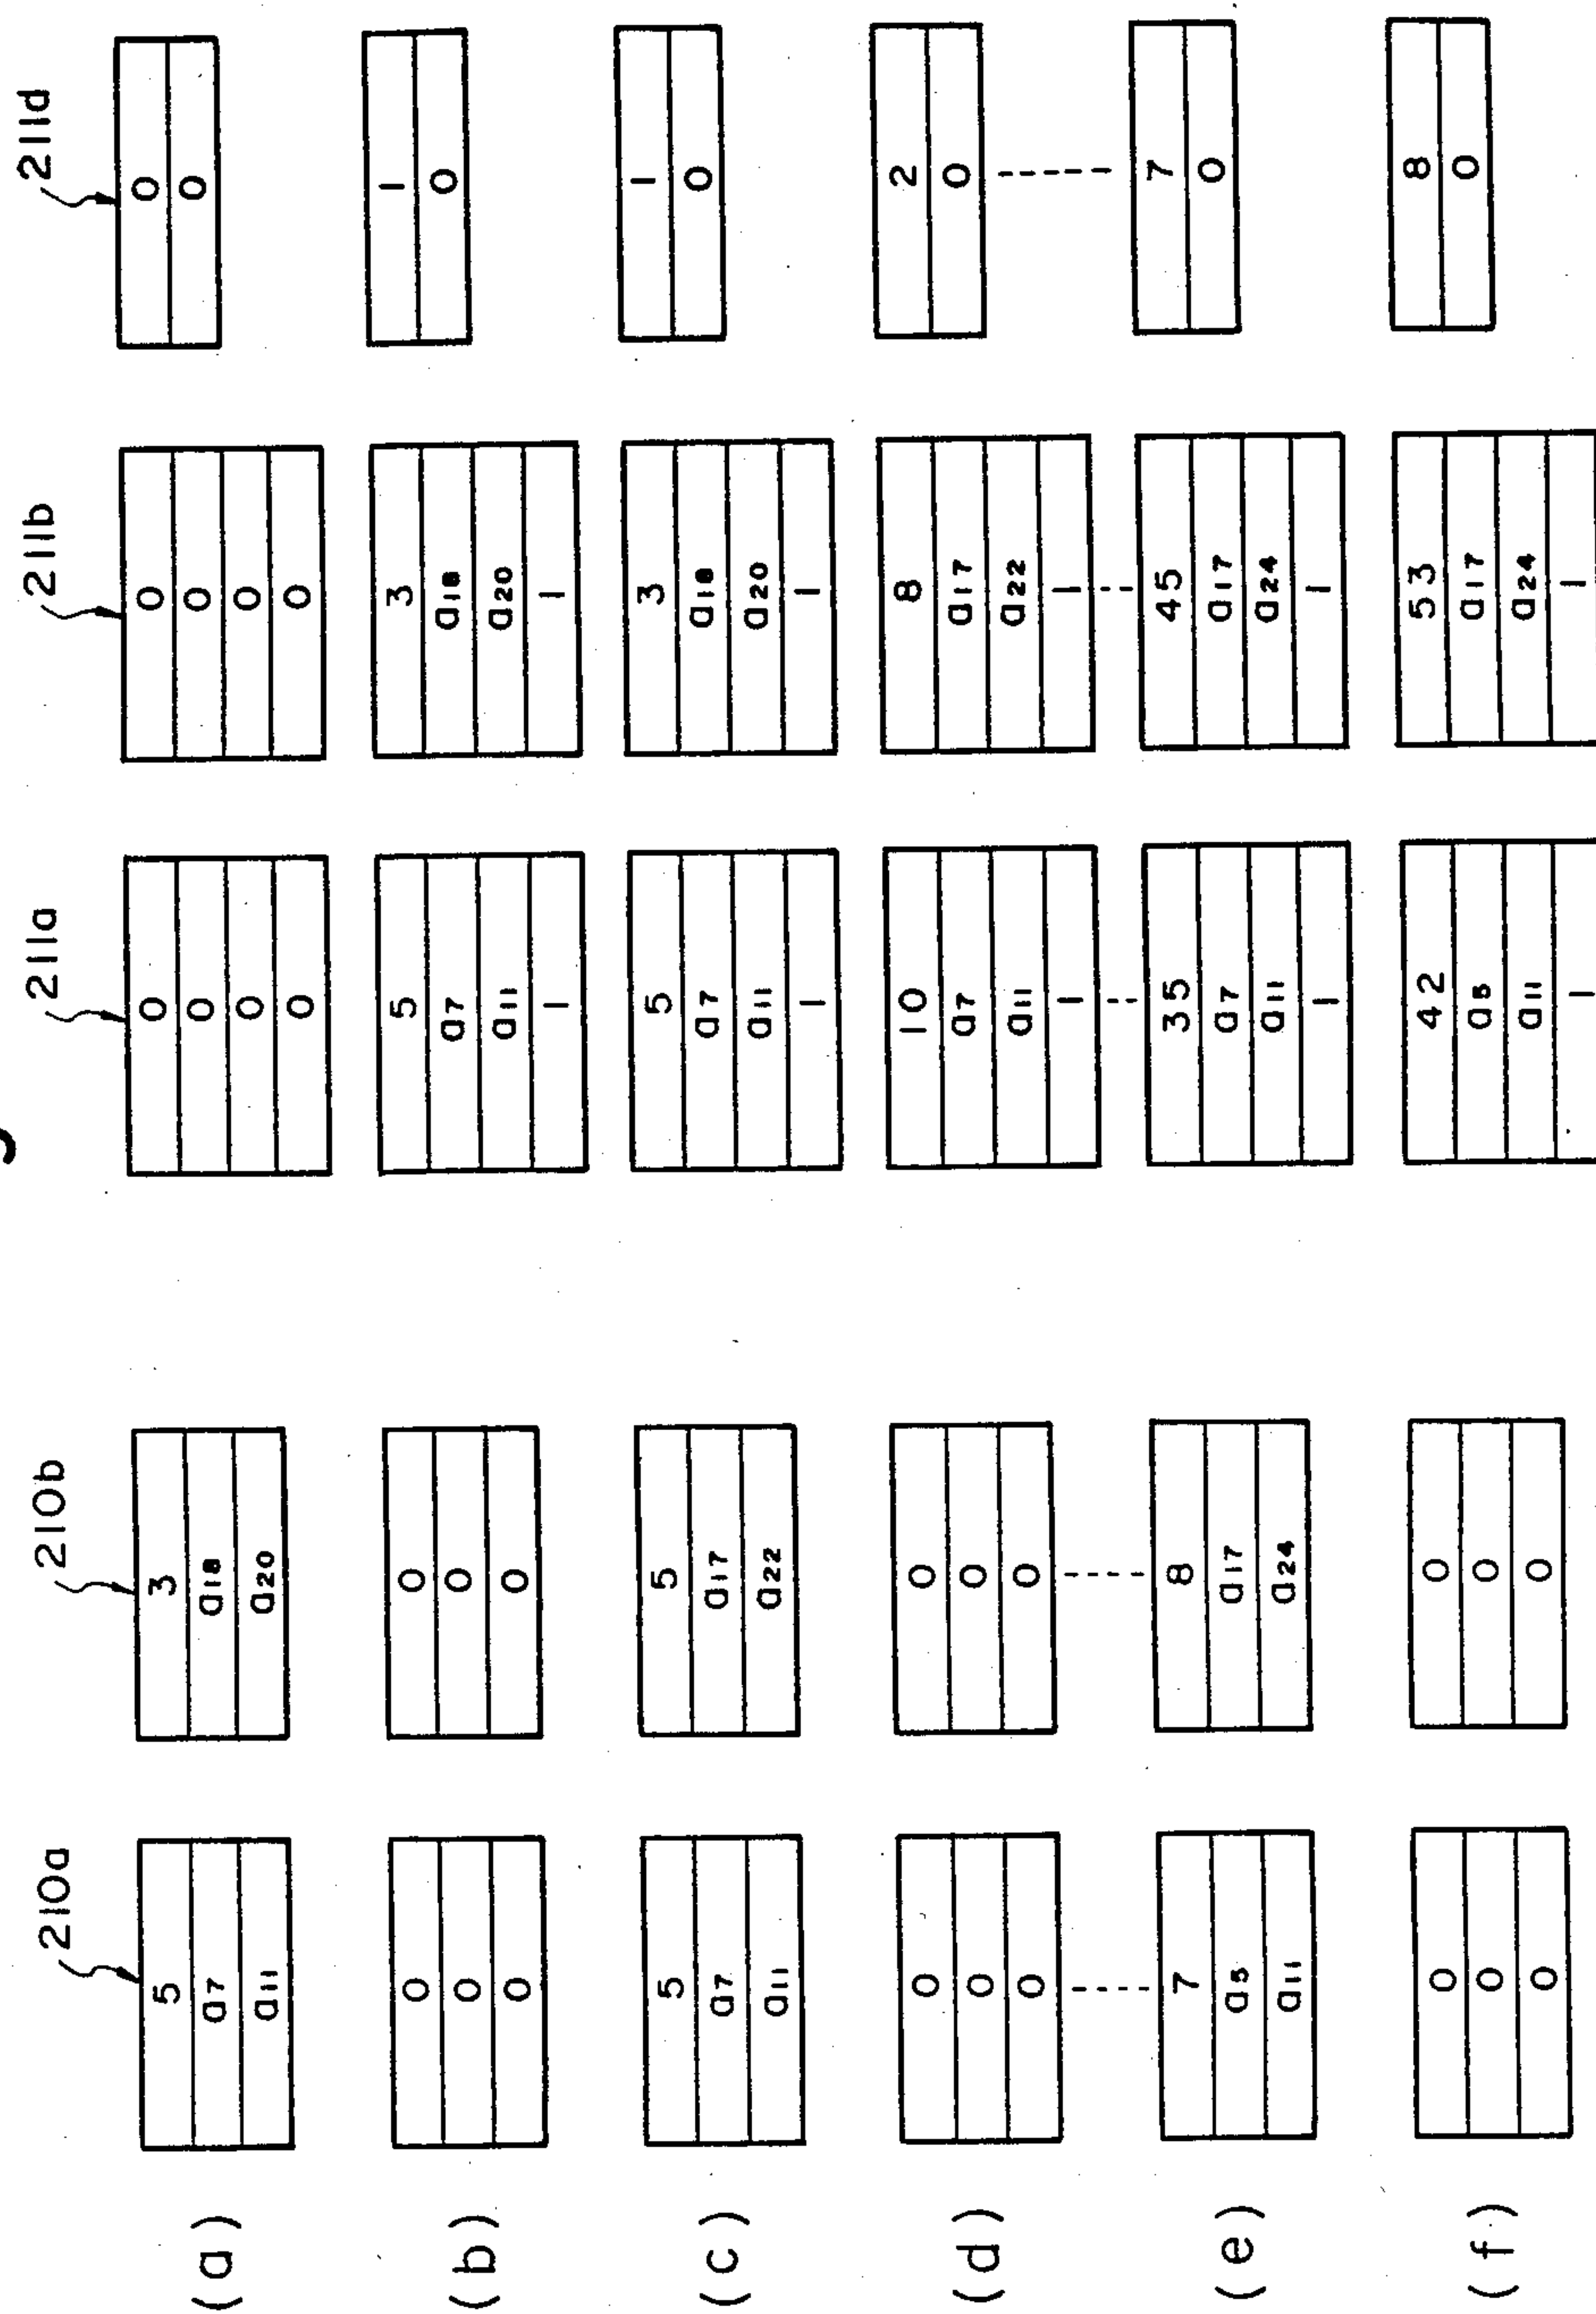 210a 210b 211a 211b 211d
5 3 0 0 0
(a) a7 a18 0 0 0
a11 a20 0 0
0 0
0 0 5 3 1
(b) 0 0 a7 a18 0
0 0 a11 a20
1 1
5 5 5 3 1
(c) a7 a17 a7 a18 0
a11 a22 a11 a20
1 1
0 0 10 8 2
(d) 0 0 a7 a17 0
0 0 a11 a22
1 1
7 8 35 45 7
(e) a5 a17 a7 a17 0
a11 a24 a11 a24
1 1
0 0 42 53 8
(f) 0 0 a5 a17 0
0 0 a11 a24
1 1